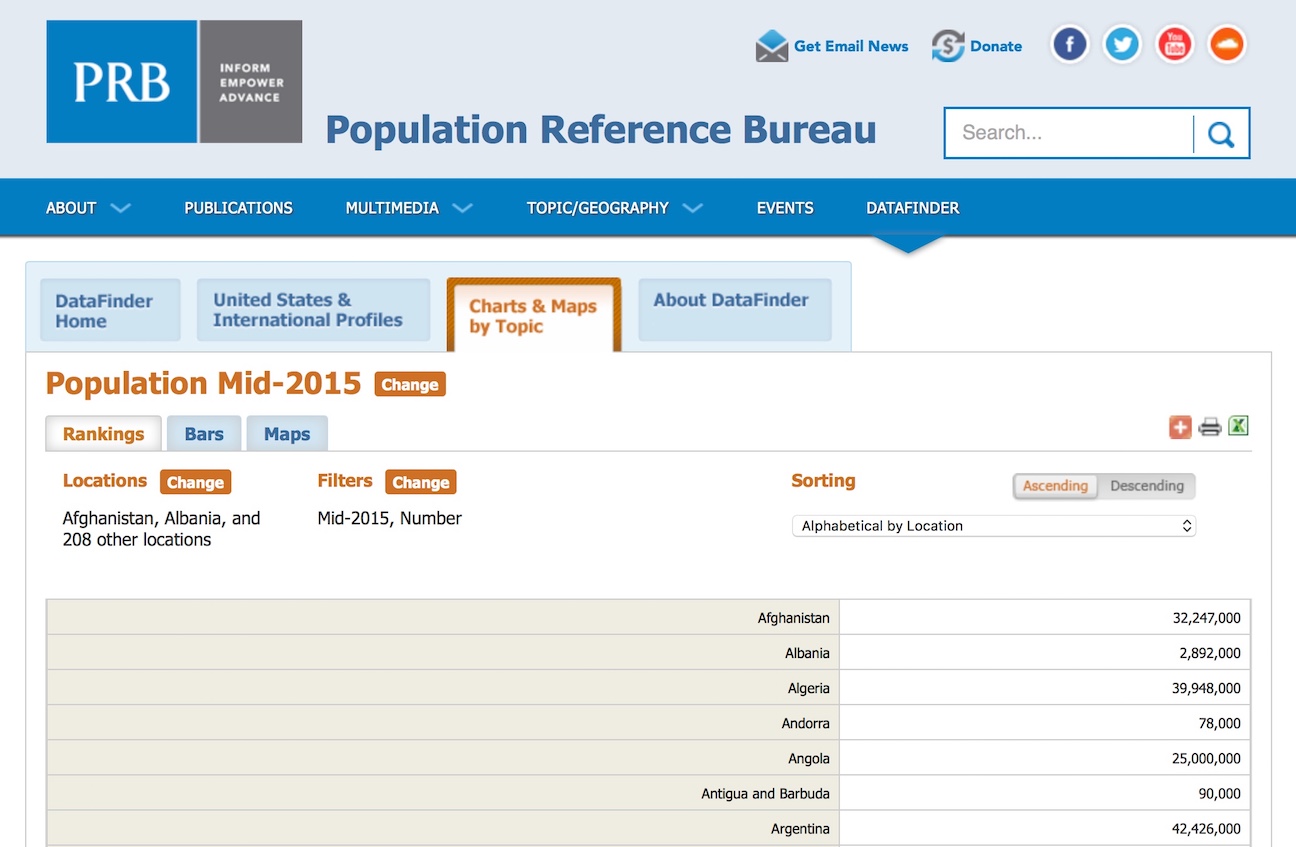 PRB
INFORM
EMPOWER
ADVANCE
Population Reference Bureau
Get Email News
Donate
f
You
Tube
Search...
ABOUT
PUBLICATIONS
MULTIMEDIA
TOPIC/GEOGRAPHY
EVENTS
DATAFINDER
DataFinder
Home
United States &
International Profiles
Charts & Maps
by Topic
About DataFinder
Population Mid-2015 Change
Rankings
Bars
Maps
Locations Change
Afghanistan, Albania, and
208 other locations
Filters Change
Mid-2015, Number
Sorting
Ascending Descending
Alphabetical by Location
Afghanistan 32,247,000
Albania 2,892,000
Algeria 39,948,000
Andorra 78,000
Angola 25,000,000
Antigua and Barbuda 90,000
Argentina 42,426,000